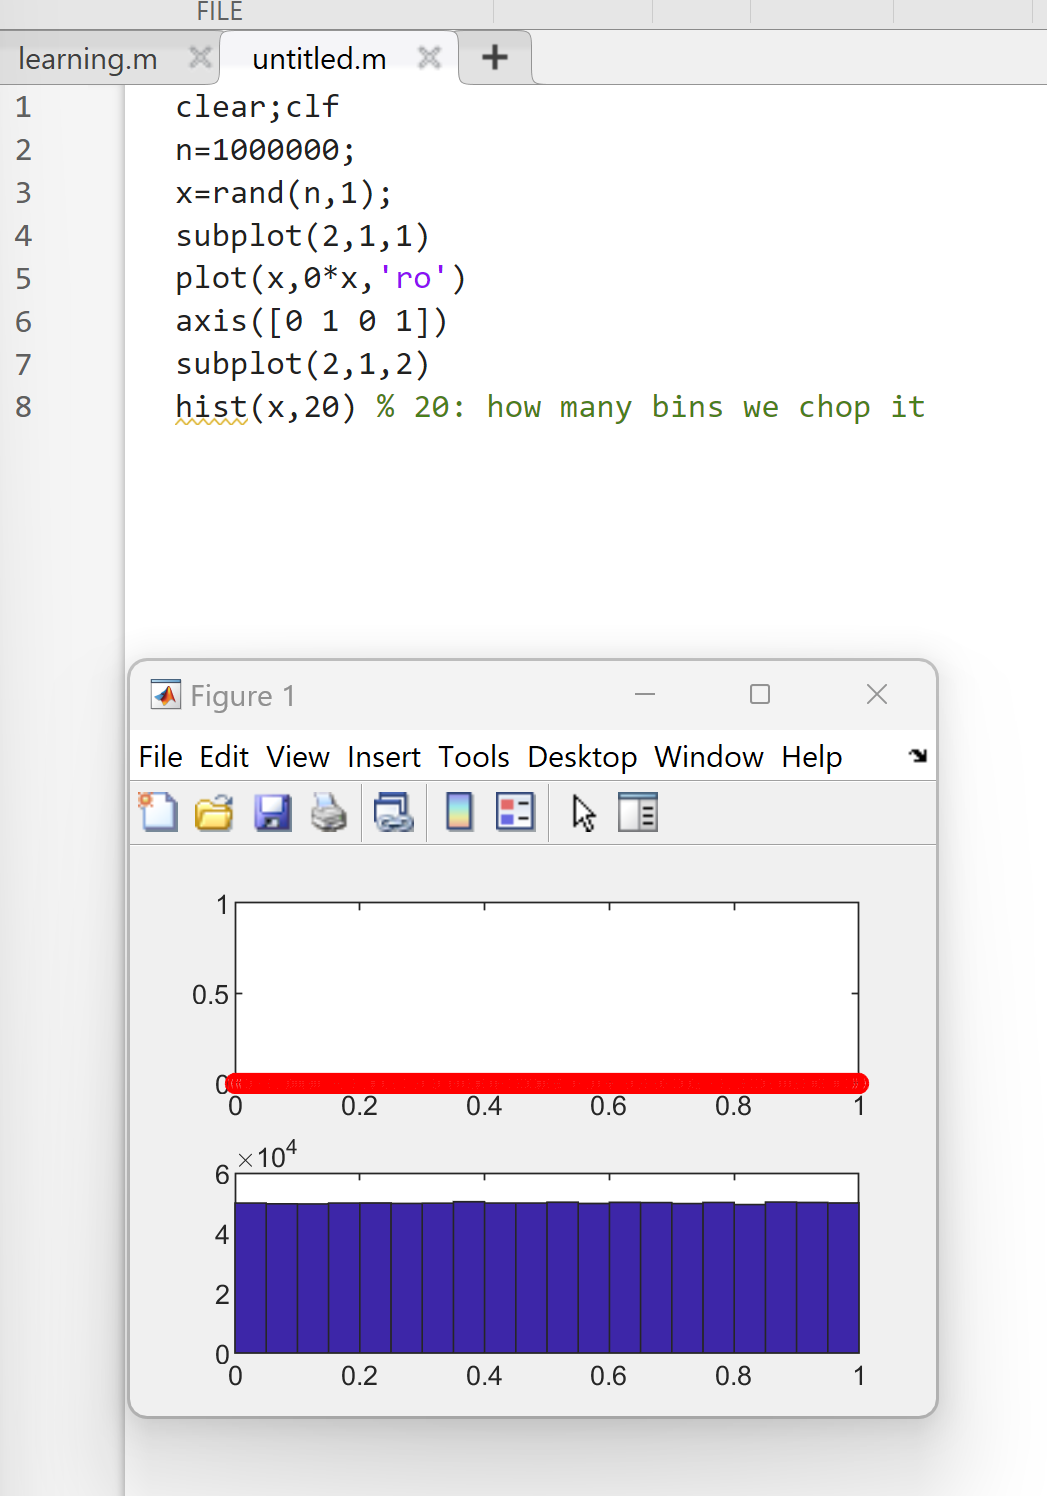 FILE
learning.m untitled.m
1 clear;clf
2 n=1000000;
3 x=rand(n,1);
4 subplot(2,1,1)
5 plot(x,0*x,'ro')
6 axis([0 1 0 1])
7 subplot(2,1,2)
8 hist(x,20) % 20: how many bins we chop it
Figure 1
File Edit View Insert Tools Desktop Window Help
1
0.5
0
0 0.2 0.4 0.6 0.8 1
×10^4
6
4
2
0
0 0.2 0.4 0.6 0.8 1